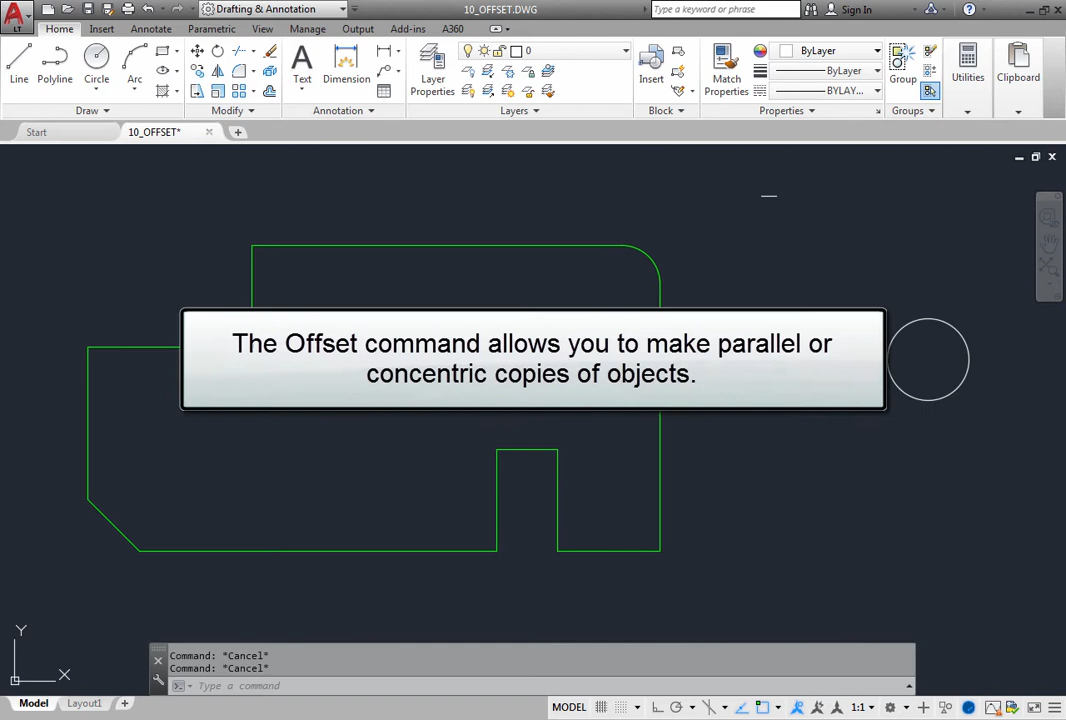 Drafting & Annotation
10_OFFSET.DWG
Type a keyword or phrase
Sign In
LT
Home
Insert
Annotate
Parametric
View
Manage
Output
Add-ins
A360
Line
Polyline
Circle
Arc
Text
Dimension
Layer
Properties
0
Insert
Match
Properties
ByLayer
ByLayer
BYLAY...
Group
Utilities
Clipboard
Draw
Modify
Annotation
Layers
Block
Properties
Groups
Start
10_OFFSET*
The Offset command allows you to make parallel or
concentric copies of objects.
Y
X
Command: *Cancel*
Command: *Cancel*
Type a command
Model
Layout1
MODEL
1:1